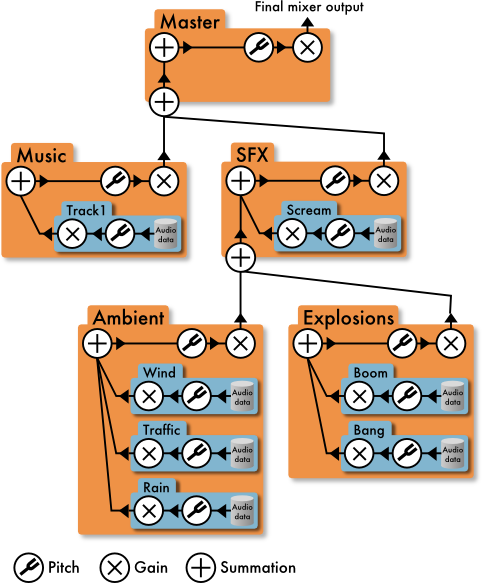 Final mixer output
Master
Music
Track1
Audio
data
SFX
Scream
Audio
data
Ambient
Wind
Audio
data
Traffic
Audio
data
Rain
Audio
data
Explosions
Boom
Audio
data
Bang
Audio
data
Pitch
Gain
Summation